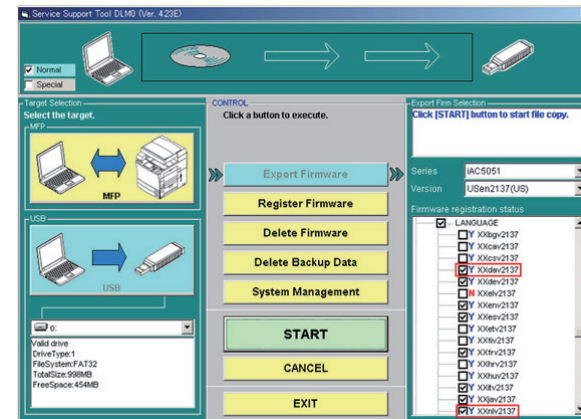 Service Support Tool DLM0 (Ver. 4.23E)
Normal
Special
Target Selection
Select the target.
MFP
MFP
USB
USB
o:
Valid drive
DriveType:1
FileSystem:FAT32
TotalSize:998MB
FreeSpace:454MB
CONTROL
Click a button to execute.
Export Firmware
Register Firmware
Delete Firmware
Delete Backup Data
System Management
START
CANCEL
EXIT
Export Firm Selection
Click [START] button to start file copy.
Series iAC5051
Version USen2137(US)
Firmware registration status
LANGUAGE
Y XXbgv2137
Y XXcav2137
Y XXcsv2137
Y XXdav2137
Y XXdev2137
N XXelv2137
Y XXenv2137
Y XXesv2137
Y XXetv2137
Y XXfiv2137
Y XXfrv2137
Y XXhrv2137
Y XXhuv2137
Y XXitv2137
Y XXjav2137
Y XXnlv2137